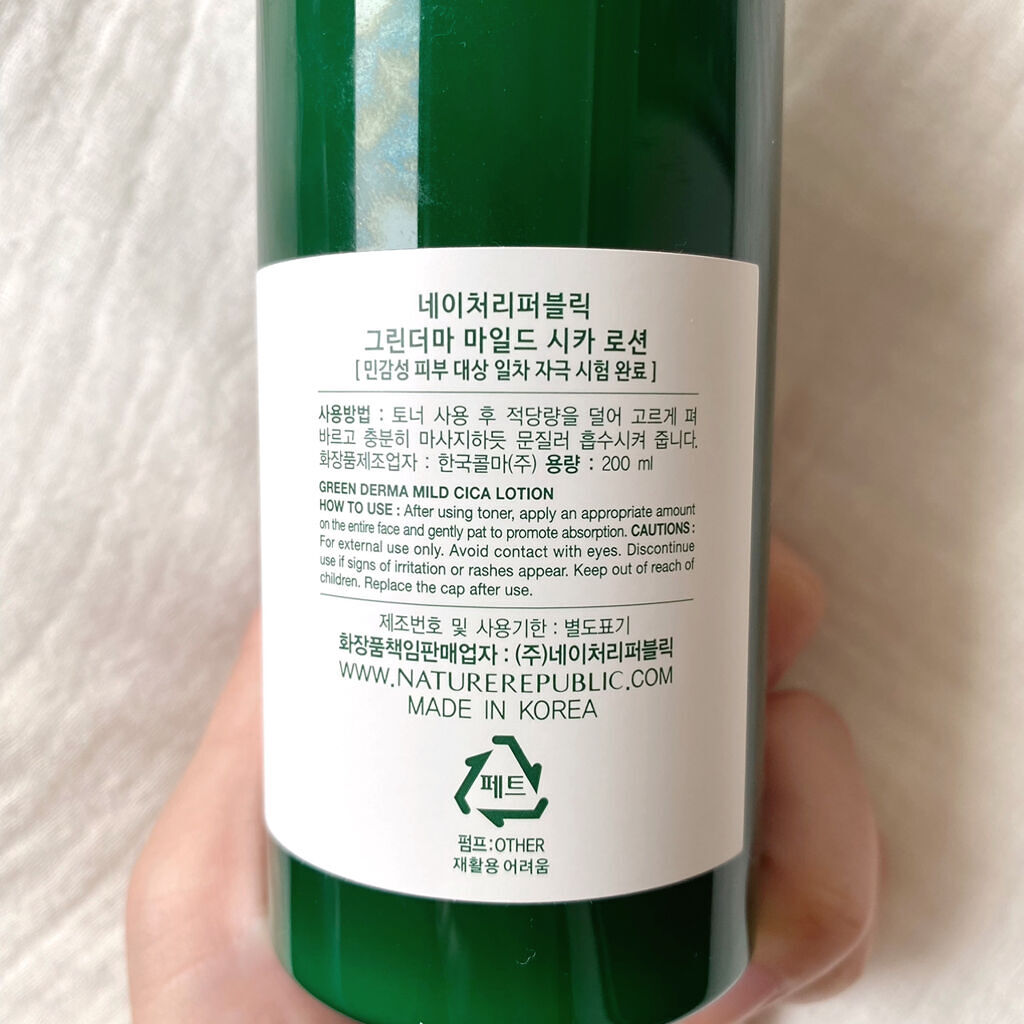 네이처리퍼블릭
그린더마 마일드 시카 로션
[ 민감성 피부 대상 일차 자극 시험 완료 ]
사용방법 : 토너 사용 후 적당량을 덜어 고르게 펴
바르고 충분히 마사지하듯 문질러 흡수시켜 줍니다.
화장품제조업자 : 한국콜마(주) 용량 : 200 ml
GREEN DERMA MILD CICA LOTION
HOW TO USE : After using toner, apply an appropriate amount
on the entire face and gently pat to promote absorption. CAUTIONS :
For external use only. Avoid contact with eyes. Discontinue
use if signs of irritation or rashes appear. Keep out of reach of
children. Replace the cap after use.
제조번호 및 사용기한 : 별도표기
화장품책임판매업자 : (주)네이처리퍼블릭
WWW.NATUREREPUBLIC.COM
MADE IN KOREA
페트
펌프:OTHER
재활용 어려움